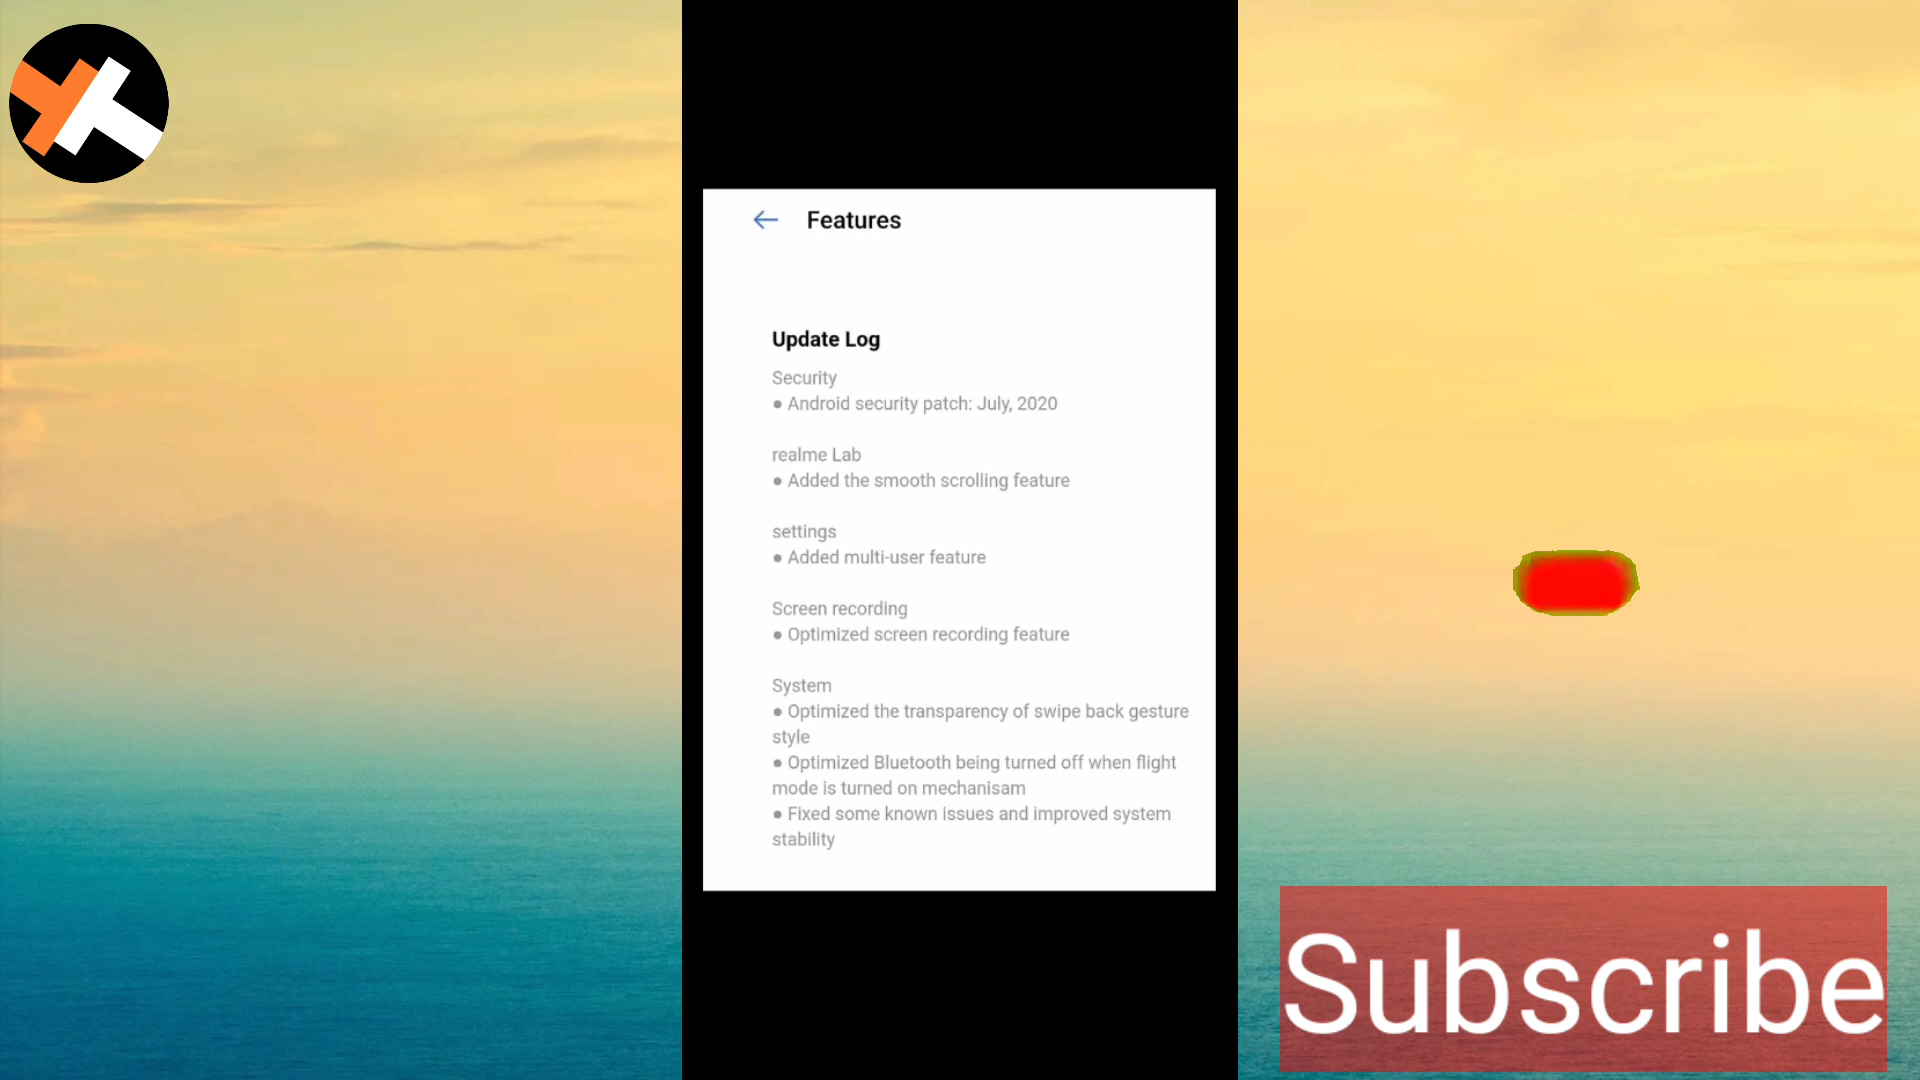 Features
Update Log
Security
● Android security patch: July, 2020
realme Lab
● Added the smooth scrolling feature
settings
● Added multi-user feature
Screen recording
● Optimized screen recording feature
System
● Optimized the transparency of swipe back gesture
style
● Optimized Bluetooth being turned off when flight
mode is turned on mechanisam
● Fixed some known issues and improved system
stability
Subscribe